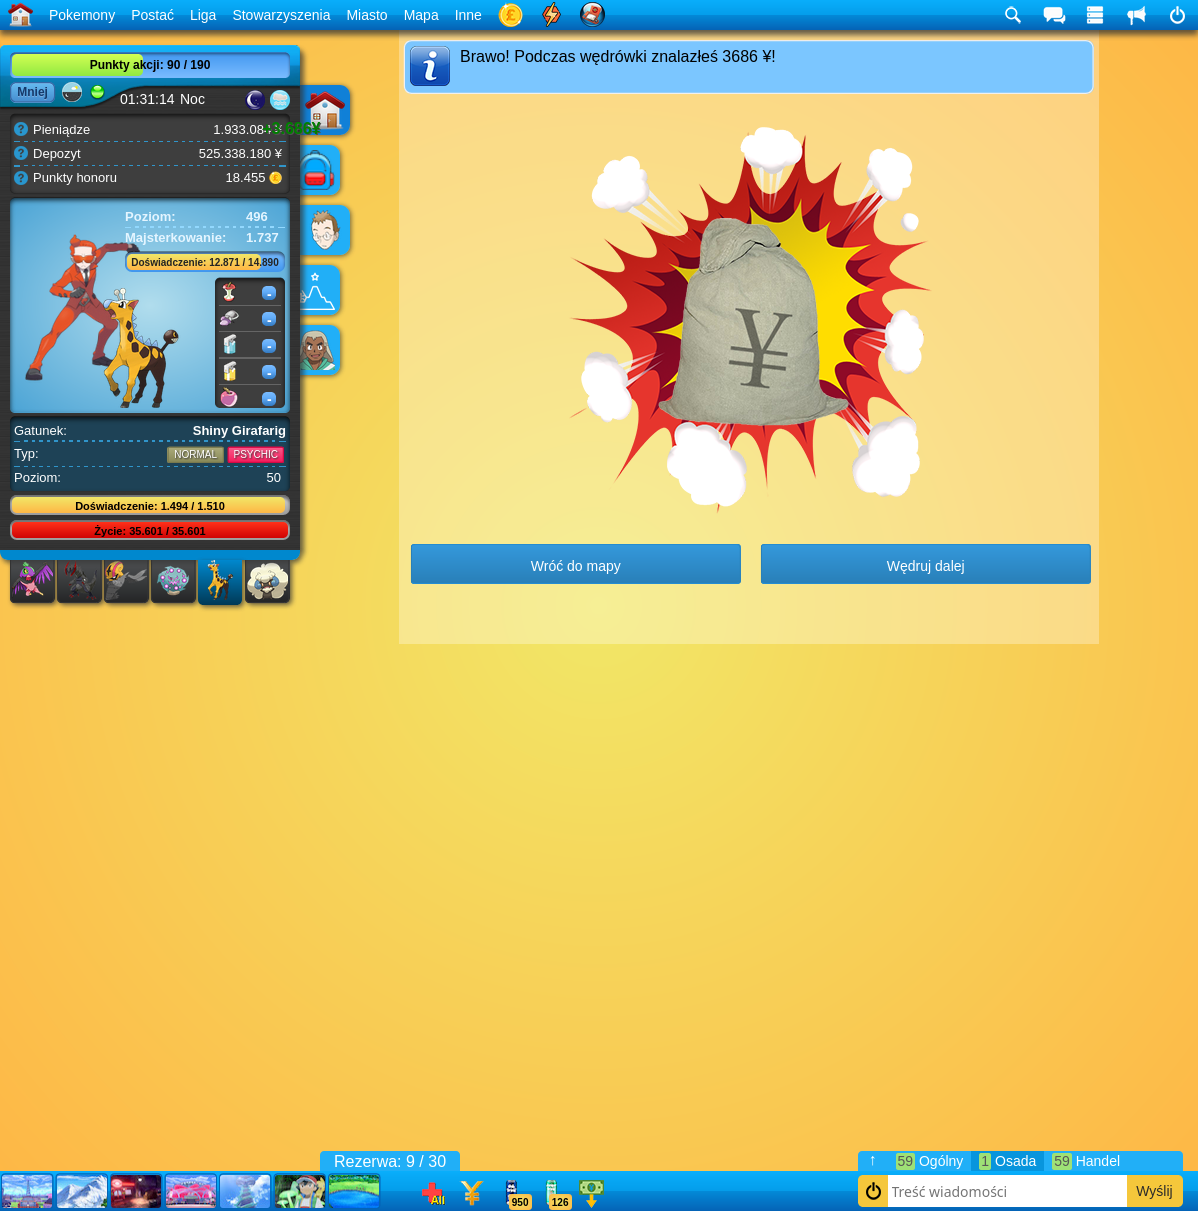 Pokemony Postać Liga Stowarzyszenia Miasto Mapa Inne
Punkty akcji: 90 / 190
Mniej
01:31:14 Noc
Pieniądze
+3.686¥
Depozyt 525.338.180 ¥
Punkty honoru 18.455
Poziom: 496
Majsterkowanie: 1.737
Doświadczenie: 12.871 / 14.890
-
-
-
-
-
Gatunek: Shiny Girafarig
Typ: NORMAL PSYCHIC
Poziom: 50
Doświadczenie: 1.494 / 1.510
Życie: 35.601 / 35.601
Brawo! Podczas wędrówki znalazłeś 3686 ¥!
¥
Wróć do mapy Wędruj dalej
Rezerwa: 9 / 30
All
950
126
↑ 59 Ogólny 1 Osada 59 Handel
Treść wiadomości Wyślij